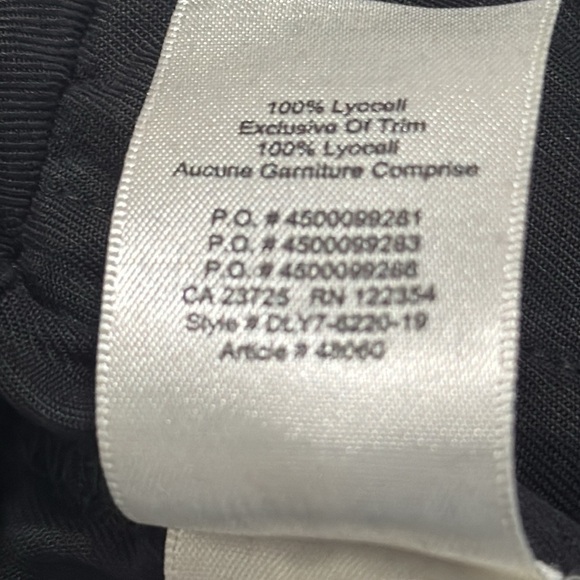 100% Lyocell
Exclusive Of Trim
100% Lyocell
Aucune Garniture Comprise
P.O. # 4500099281
P.O. # 4500099283
P.O. # 4500099288
CA 23725 RN 122354
Style # DLY7-6220-19
Article # 48060